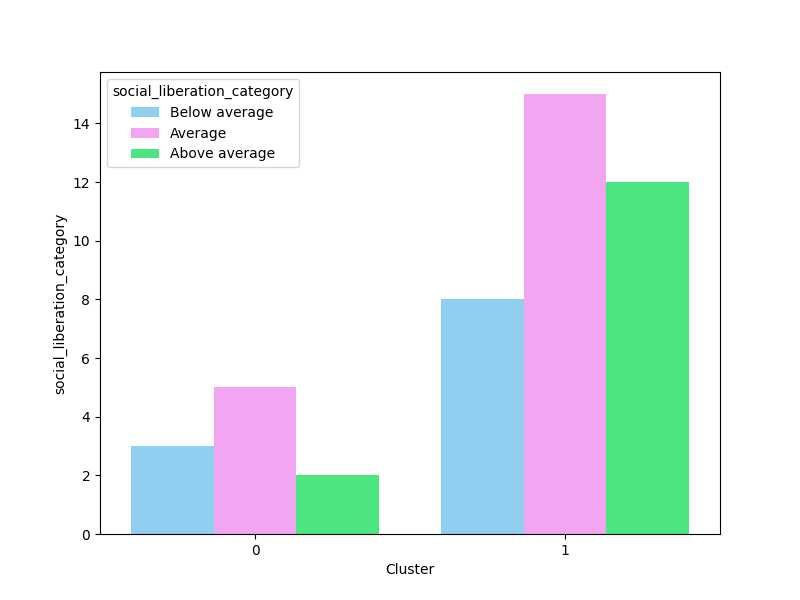 social_liberation_category
Below average
Average
Above average
14
12
10
8
6
4
2
0
social_liberation_category
0
1
Cluster